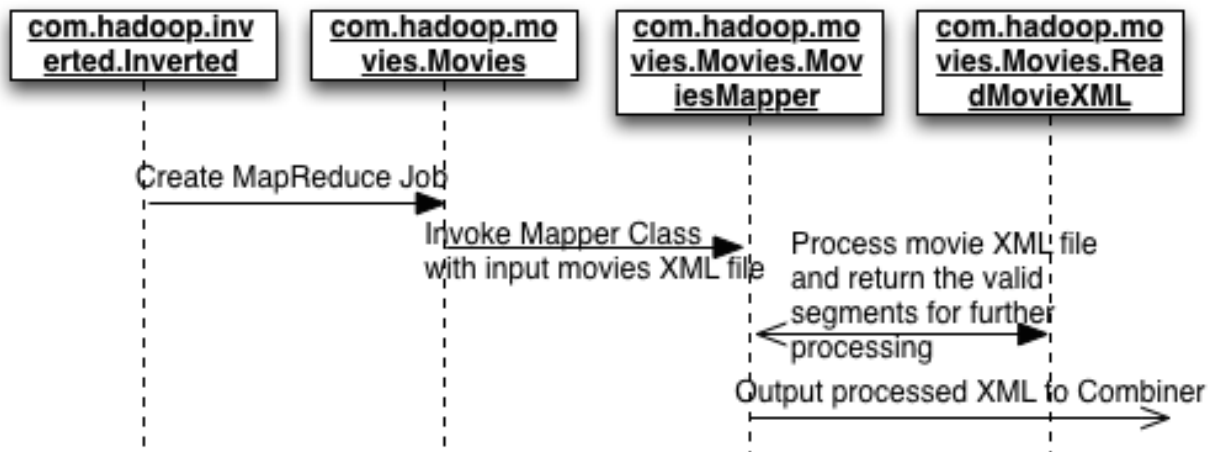 com.hadoop.inv
erted.Inverted
com.hadoop.mo
vies.Movies
com.hadoop.mo
vies.Movies.Mov
iesMapper
com.hadoop.mo
vies.Movies.Rea
dMovieXML
Create MapReduce Job
Invoke Mapper Class
with input movies XML file
Process movie XML file
and return the valid
segments for further
processing
Output processed XML to Combiner